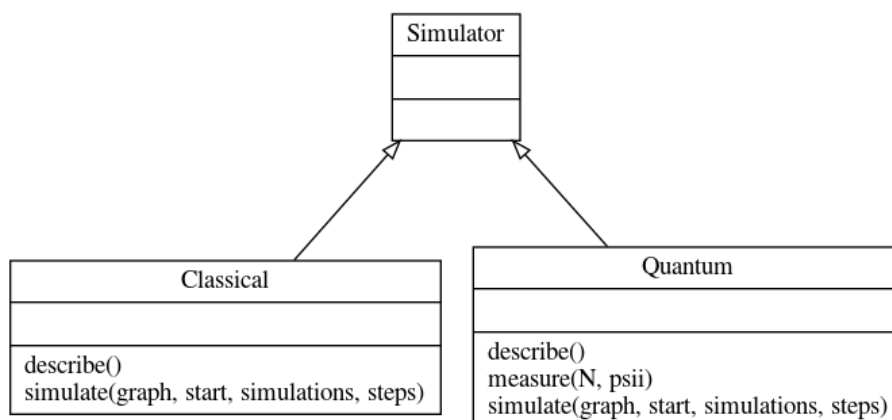 Simulator
Classical
describe()
simulate(graph, start, simulations, steps)
Quantum
describe()
measure(N, psii)
simulate(graph, start, simulations, steps)